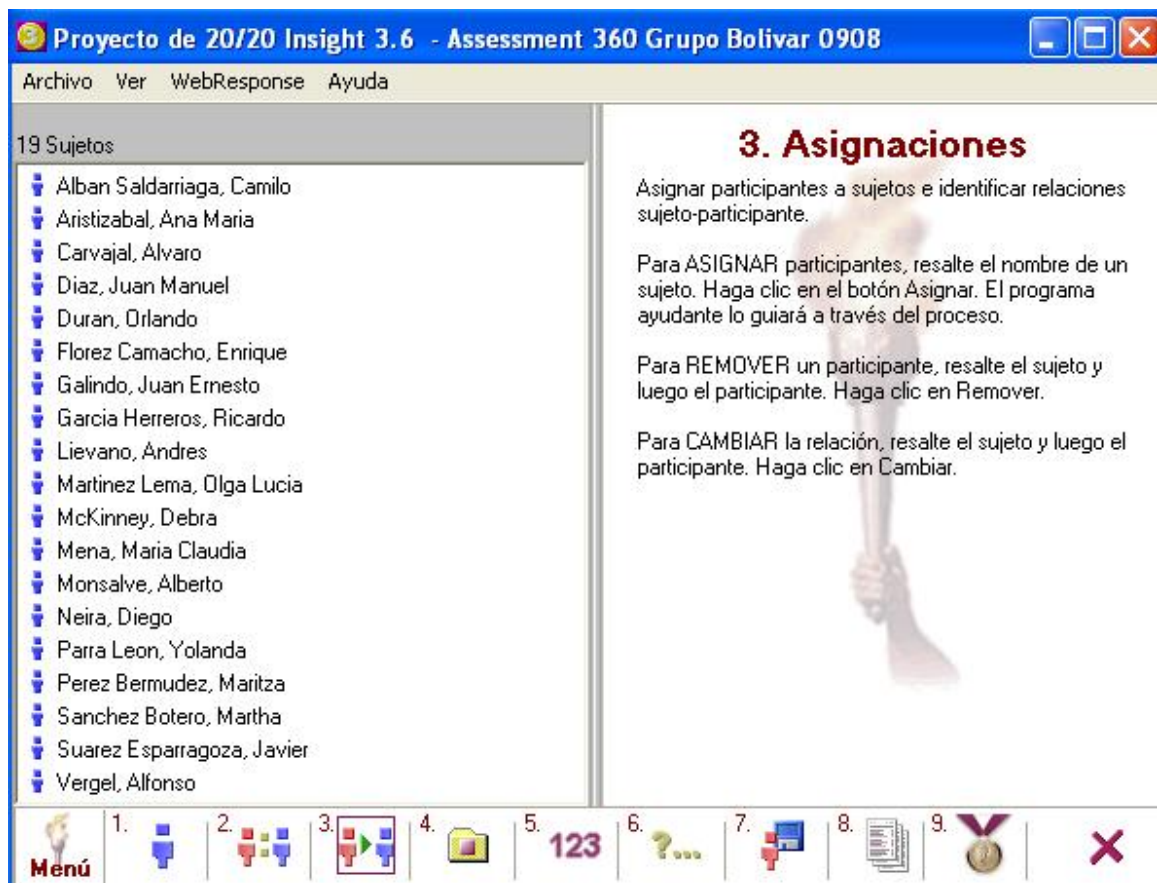 Proyecto de 20/20 Insight 3.6 - Assessment 360 Grupo Bolivar 0908
Archivo Ver WebResponse Ayuda
19 Sujetos
Alban Saldarriaga, Camilo
Aristizabal, Ana Maria
Carvajal, Alvaro
Diaz, Juan Manuel
Duran, Orlando
Florez Camacho, Enrique
Galindo, Juan Ernesto
Garcia Herreros, Ricardo
Lievano, Andres
Martinez Lema, Olga Lucia
McKinney, Debra
Mena, Maria Claudia
Monsalve, Alberto
Neira, Diego
Parra Leon, Yolanda
Perez Bermudez, Maritza
Sanchez Botero, Martha
Suarez Esparragoza, Javier
Vergel, Alfonso
3. Asignaciones
Asignar participantes a sujetos e identificar relaciones
sujeto-participante.
Para ASIGNAR participantes, resalte el nombre de un
sujeto. Haga clic en el botón Asignar. El programa
ayudante lo guiará a través del proceso.
Para REMOVER un participante, resalte el sujeto y
luego el participante. Haga clic en Remover.
Para CAMBIAR la relación, resalte el sujeto y luego el
participante. Haga clic en Cambiar.
Menú 1. 2. 3. 4. 5. 123 6. ?... 7. 8. 9.